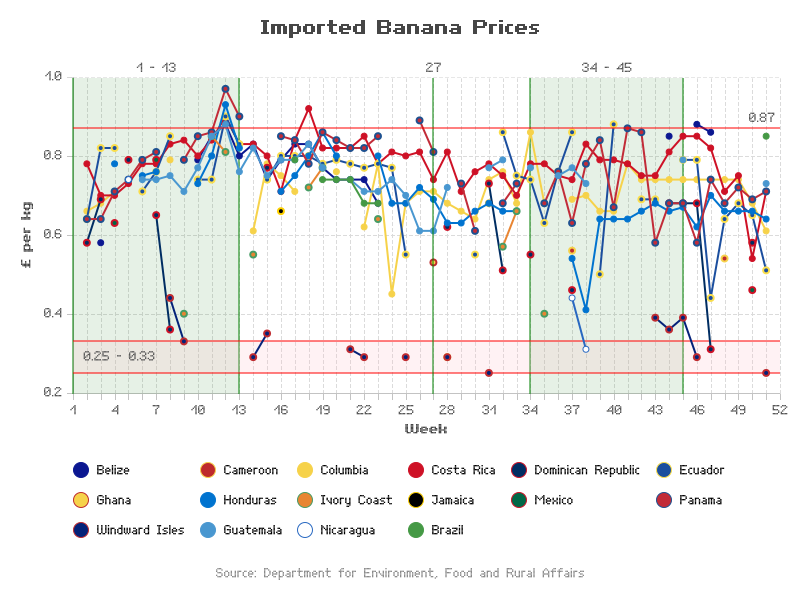 Imported Banana Prices
1 - 13
27
34 - 45
1.0
0.87
0.8
£ per kg
0.6
0.4
0.25 - 0.33
0.2
1 4 7 10 13 16 19 22 25 28 31 34 37 40 43 46 49 52
Week
Belize Cameroon Columbia Costa Rica Dominican Republic Ecuador
Ghana Honduras Ivory Coast Jamaica Mexico Panama
Windward Isles Guatemala Nicaragua Brazil
Source: Department for Environment, Food and Rural Affairs